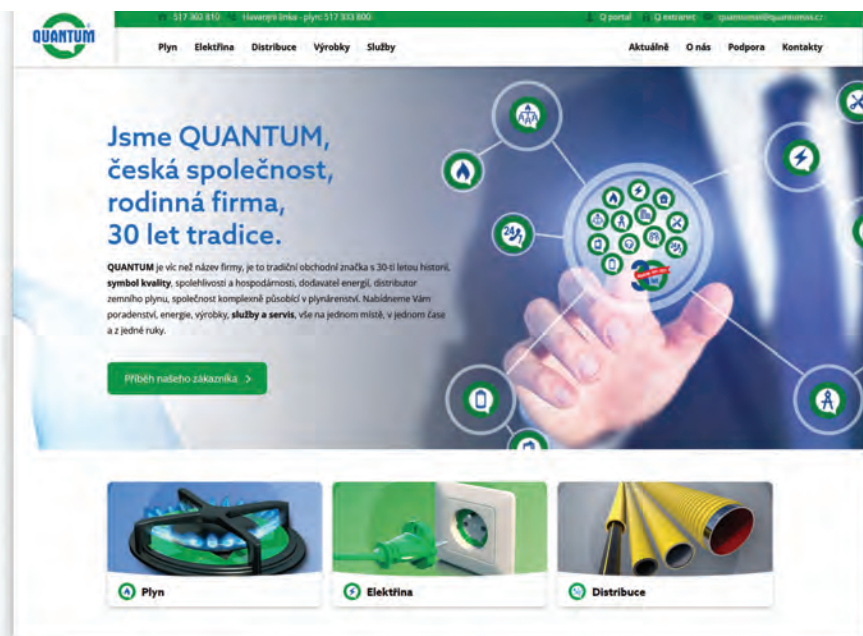 517 302 810 Havarijní linka - plyn: 517 333 800 Q portal Q extranet
QUANTUM
Plyn Elektřina Distribuce Výrobky Služby Aktuálně O nás Podpora Kontakty
Jsme QUANTUM,
česká společnost,
rodinná firma,
30 let tradice.
QUANTUM je víc než název firmy, je to tradiční obchodní značka s 30-ti letou historií,
symbol kvality, spolehlivosti a hospodárnosti, dodavatel energií, distributor
zemního plynu, společnost komplexně působící v plynárenství. Nabídneme Vám
poradenství, energie, výrobky, služby a servis, vše na jednom místě, v jednom čase
a z jedné ruky.
24
24
30
Příběh našeho zákazníka >
Plyn Elektřina Distribuce